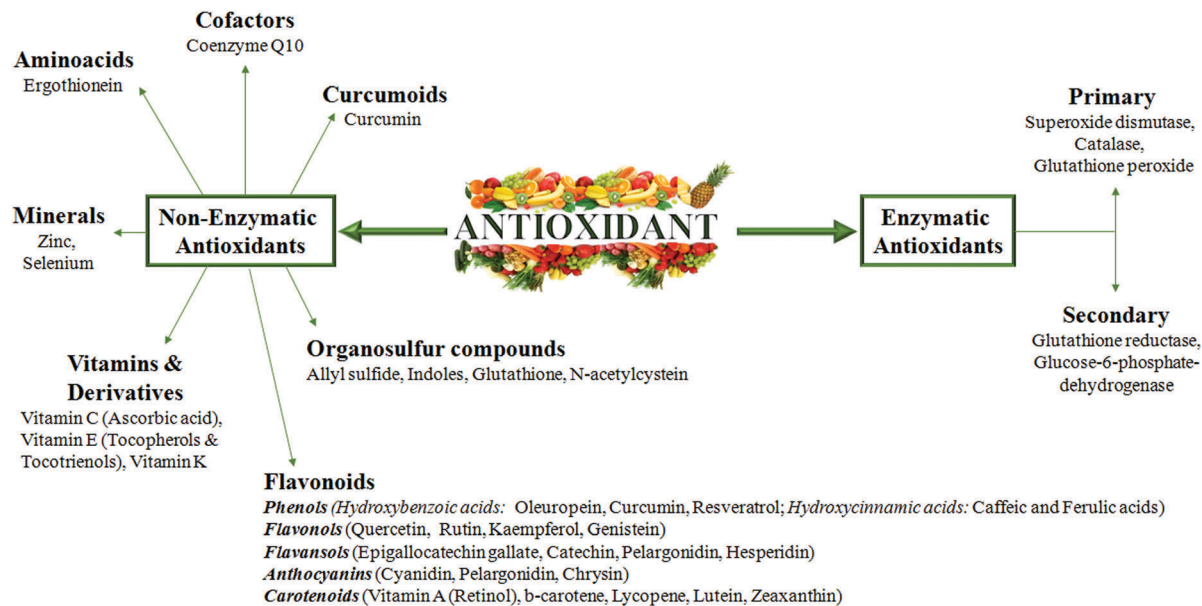 Cofactors
Coenzyme Q10
Aminoacids
Ergothionein
Curcumoids
Curcumin
Minerals
Zinc,
Selenium
Non-Enzymatic
Antioxidants
ANTIOXIDANT
Enzymatic
Antioxidants
Primary
Superoxide dismutase,
Catalase,
Glutathione peroxide
Secondary
Glutathione reductase,
Glucose-6-phosphate-
dehydrogenase
Vitamins &
Derivatives
Vitamin C (Ascorbic acid),
Vitamin E (Tocopherols &
Tocotrienols), Vitamin K
Organosulfur compounds
Allyl sulfide, Indoles, Glutathione, N-acetylcystein
Flavonoids
Phenols (Hydroxybenzoic acids: Oleuropein, Curcumin, Resveratrol; Hydroxycinnamic acids: Caffeic and Ferulic acids)
Flavonols (Quercetin, Rutin, Kaempferol, Genistein)
Flavansols (Epigallocatechin gallate, Catechin, Pelargonidin, Hesperidin)
Anthocyanins (Cyanidin, Pelargonidin, Chrysin)
Carotenoids (Vitamin A (Retinol), b-carotene, Lycopene, Lutein, Zeaxanthin)